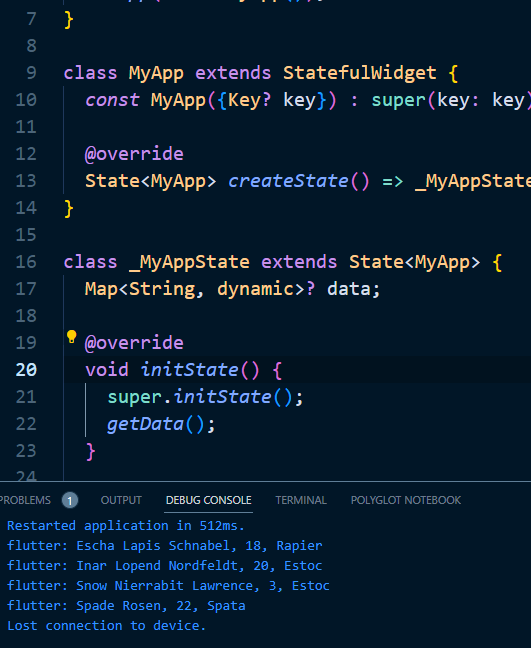 7 }
8
9 class MyApp extends StatefulWidget {
10 const MyApp({Key? key}) : super(key: key)
11
12 @override
13 State<MyApp> createState() => _MyAppState
14 }
15
16 class _MyAppState extends State<MyApp> {
17 Map<String, dynamic>? data;
18
19 @override
20 void initState() {
21 super.initState();
22 getData();
23 }
24
PROBLEMS 1 OUTPUT DEBUG CONSOLE TERMINAL POLYGLOT NOTEBOOK
Restarted application in 512ms.
flutter: Escha Lapis Schnabel, 18, Rapier
flutter: Inar Lopend Nordfeldt, 20, Estoc
flutter: Snow Nierrabit Lawrence, 3, Estoc
flutter: Spade Rosen, 22, Spata
Lost connection to device.